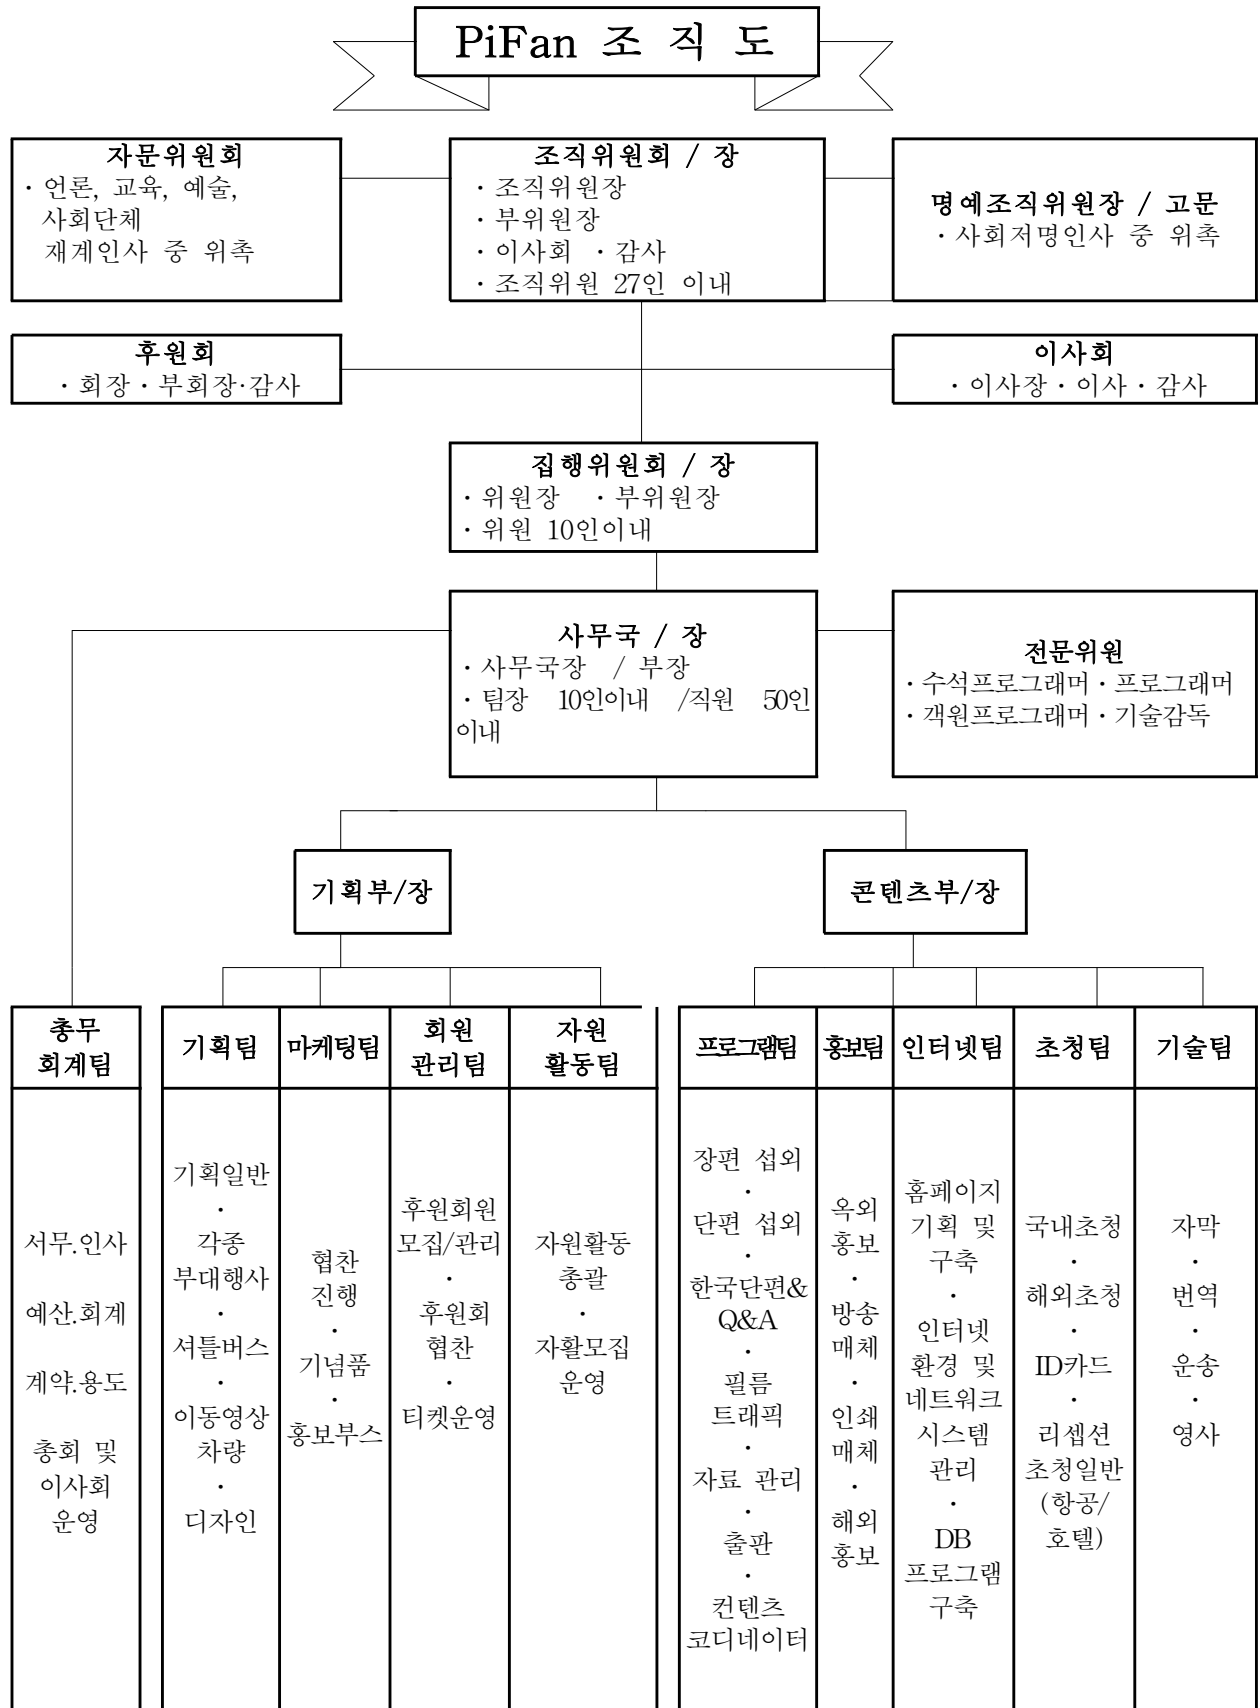 PiFan 조 직 도
자문위원회
· 언론, 교육, 예술,
사회단체
재계인사 중 위촉
조직위원회 / 장
· 조직위원장
· 부위원장
· 이사회 · 감사
· 조직위원 27인 이내
명예조직위원장 / 고문
· 사회저명인사 중 위촉
후원회
· 회장 · 부회장·감사
이사회
· 이사장 · 이사 · 감사
집행위원회 / 장
· 위원장 · 부위원장
· 위원 10인이내
사무국 / 장
· 사무국장 / 부장
· 팀장 10인이내 /직원 50인
이내
전문위원
· 수석프로그래머 · 프로그래머
· 객원프로그래머 · 기술감독
기획부/장
콘텐츠부/장
총무
회계팀
서무.인사
예산.회계
계약.용도
총회 및
이사회
운영
기획팀
기획일반
·
각종
부대행사
·
셔틀버스
·
이동영상
차량
·
디자인
마케팅팀
협찬
진행
·
기념품
·
홍보부스
회원
관리팀
후원회원
모집/관리
·
후원회
협찬
·
티켓운영
자원
활동팀
자원활동
총괄
·
자활모집
운영
프로그램팀
장편 섭외
·
단편 섭외
·
한국단편&
Q&A
·
필름
트래픽
·
자료 관리
·
출판
·
컨텐츠
코디네이터
홍보팀
옥외
홍보
·
방송
매체
·
인쇄
매체
·
해외
홍보
인터넷팀
홈페이지
기획 및
구축
·
인터넷
환경 및
네트워크
시스템
관리
·
DB
프로그램
구축
초청팀
국내초청
·
해외초청
·
ID카드
·
리셉션
초청일반
(항공/
호텔)
기술팀
자막
·
번역
·
운송
·
영사